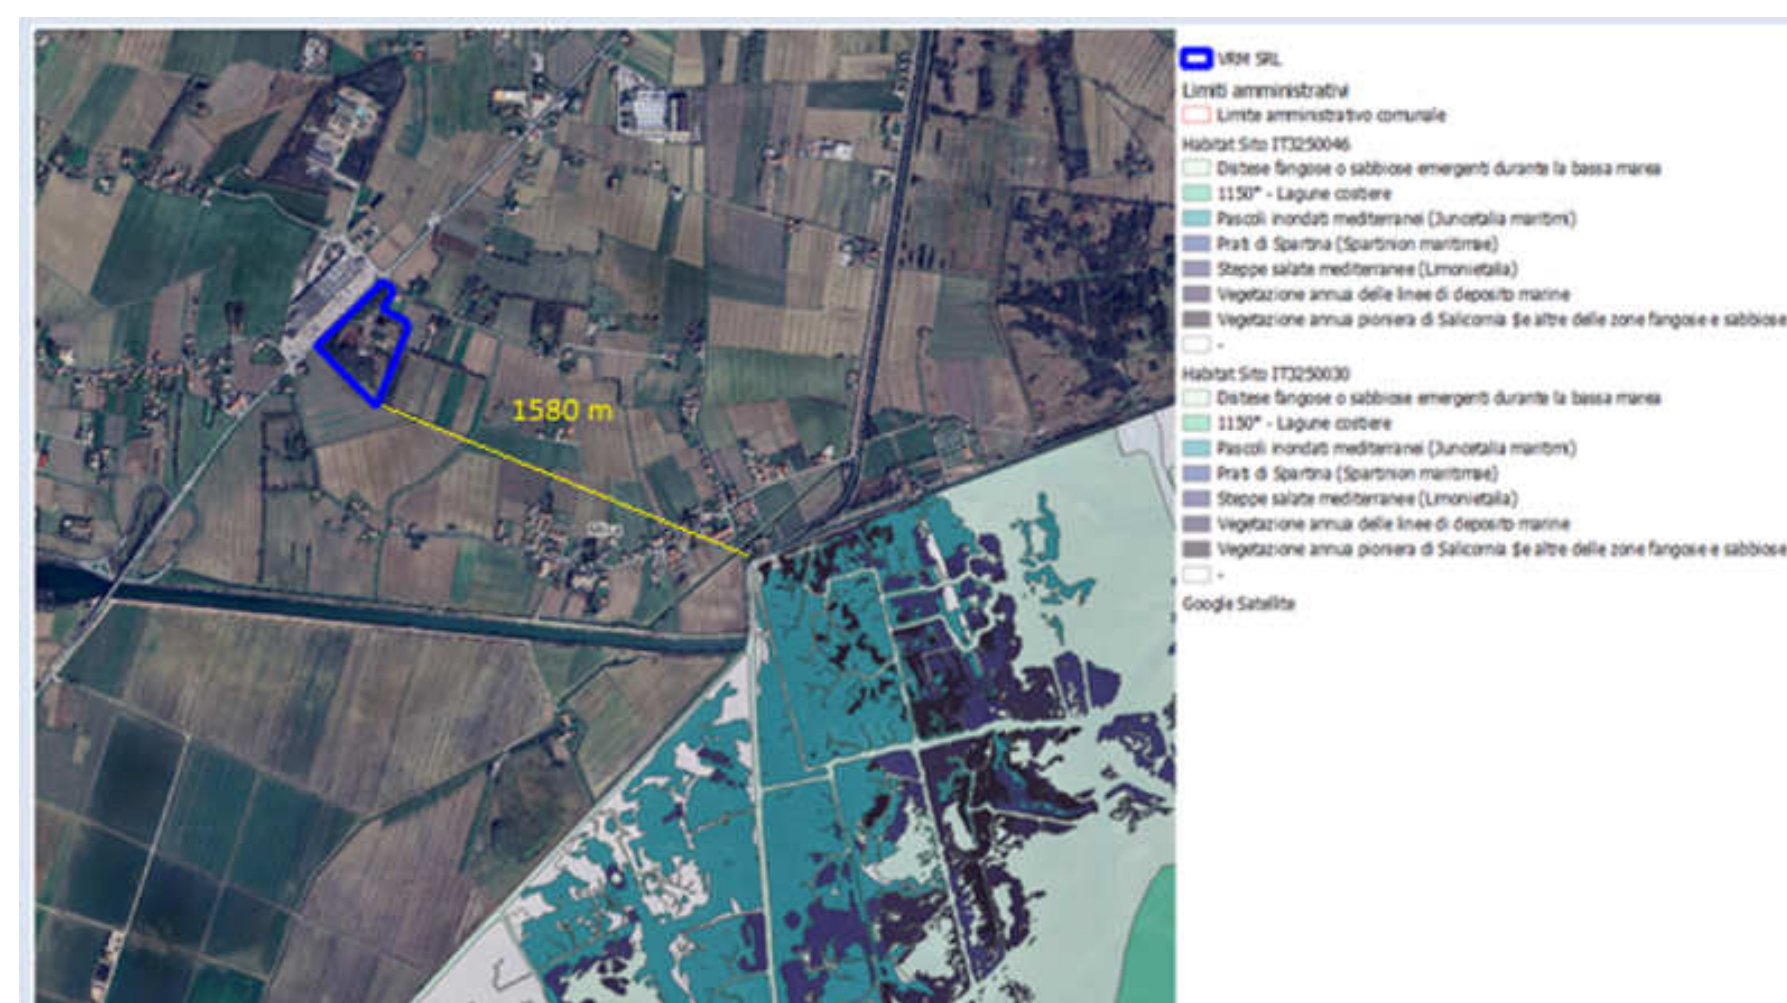 VRM SRL
Limiti amministrativi
Limite amministrativo comunale
Habitat Sito IT3250046
Distese fangose o sabbiose emergenti durante la bassa marea
1150* - Lagune costiere
Pascoli inondati mediterranei (Juncetalia maritimi)
Prati di Spartina (Spartinion maritimae)
Steppe salate mediterranee (Limonietalia)
Vegetazione annua delle linee di deposito marine
Vegetazione annua pioniera di Salicornia $e altre delle zone fangose e sabbiose
-
Habitat Sito IT3250030
Distese fangose o sabbiose emergenti durante la bassa marea
1150* - Lagune costiere
Pascoli inondati mediterranei (Juncetalia maritimi)
Prati di Spartina (Spartinion maritimae)
Steppe salate mediterranee (Limonietalia)
Vegetazione annua delle linee di deposito marine
Vegetazione annua pioniera di Salicornia $e altre delle zone fangose e sabbiose
-
Google Satellite
1580 m